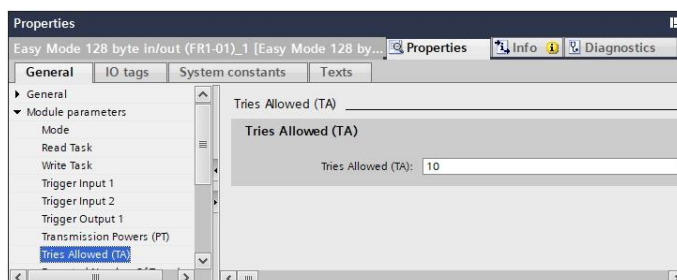 Properties
Easy Mode 128 byte in/out (FR1-01)_1 [Easy Mode 128 by... Properties Info Diagnostics
General IO tags System constants Texts
General
Module parameters
Mode
Read Task
Write Task
Trigger Input 1
Trigger Input 2
Trigger Output 1
Transmission Powers (PT)
Tries Allowed (TA)
Tries Allowed (TA)
Tries Allowed (TA)
Tries Allowed (TA): 10